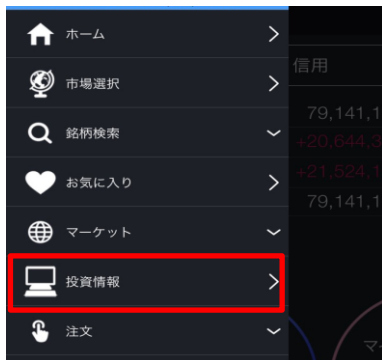 ホーム
市場選択
信用
銘柄検索
79,141,1
+20,644,3
お気に入り
+21,524,1
79,141,1
マーケット
投資情報
注文
マー